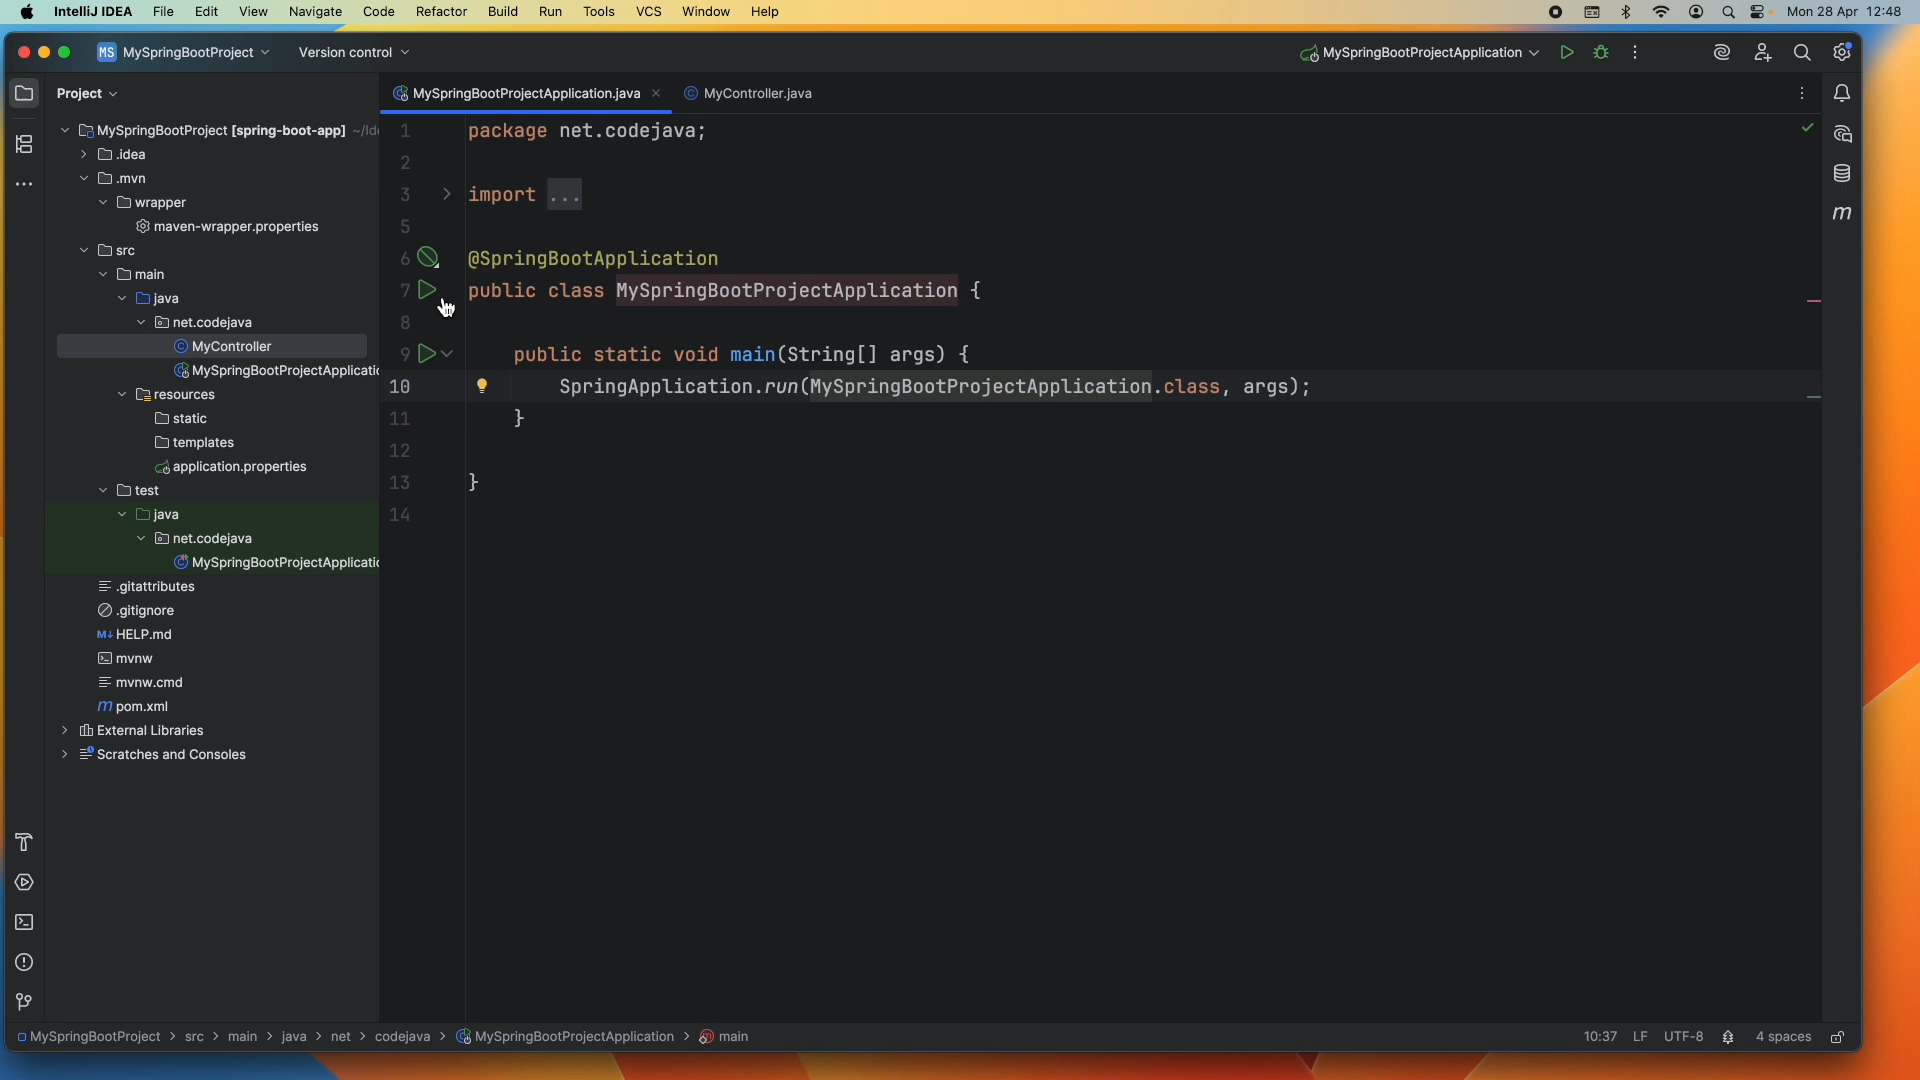 IntelliJ IDEA File Edit View Navigate Code Refactor Build Run Tools VCS Window Help Mon 28 Apr 12:48
MS MySpringBootProject Version control MySpringBootProjectApplication
Project
MySpringBootProject [spring-boot-app] ~/Ide
.idea
.mvn
wrapper
maven-wrapper.properties
src
main
java
net.codejava
MyController
MySpringBootProjectApplicatio
resources
static
templates
application.properties
test
java
net.codejava
MySpringBootProjectApplicatio
.gitattributes
.gitignore
M↓ HELP.md
mvnw
mvnw.cmd
m pom.xml
External Libraries
Scratches and Consoles
MySpringBootProjectApplication.java MyController.java
1 package net.codejava;
2
3 import ...
5
6 @SpringBootApplication
7 public class MySpringBootProjectApplication {
8
9 public static void main(String[] args) {
10 SpringApplication.run(MySpringBootProjectApplication.class, args);
11 }
12
13 }
14
m
MySpringBootProject > src > main > java > net > codejava > MySpringBootProjectApplication > main 10:37 LF UTF-8 4 spaces